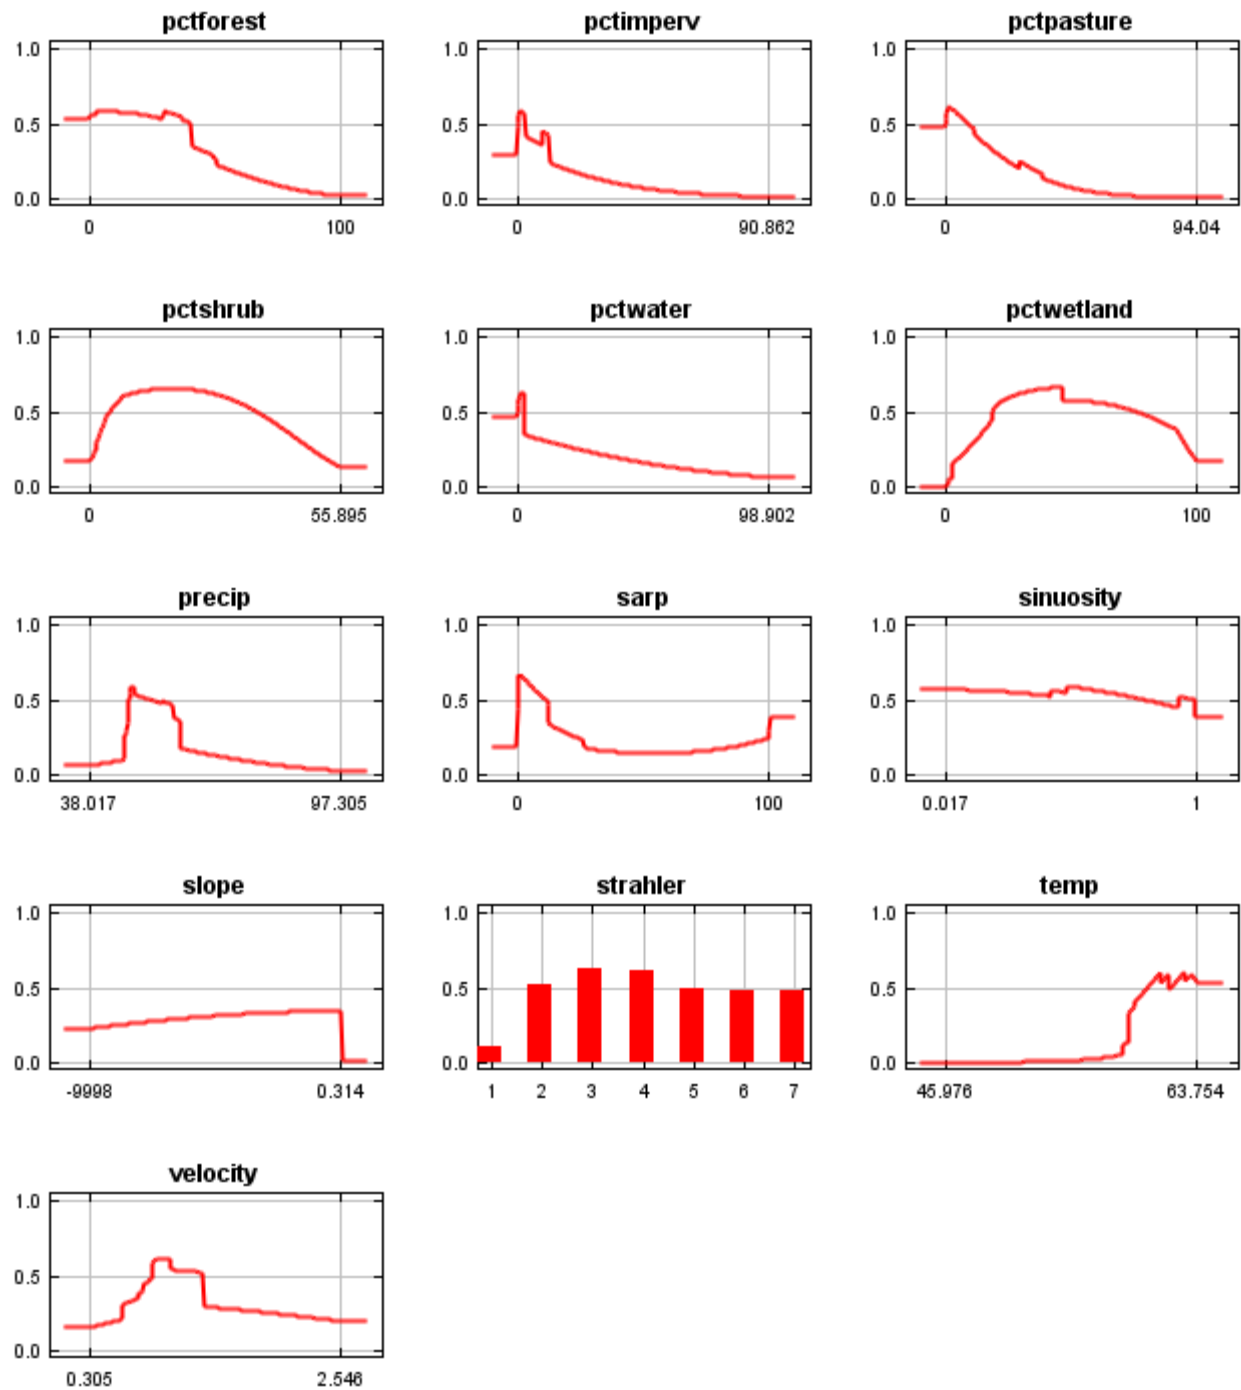 pctforest pctimperv pctpasture
1.0 1.0 1.0
0.5 0.5 0.5
0.0 0.0 0.0
0 100 0 90.862 0 94.04
pctshrub pctwater pctwetland
1.0 1.0 1.0
0.5 0.5 0.5
0.0 0.0 0.0
0 55.895 0 98.902 0 100
precip sarp sinuosity
1.0 1.0 1.0
0.5 0.5 0.5
0.0 0.0 0.0
38.017 97.305 0 100 0.017 1
slope strahler temp
1.0 1.0 1.0
0.5 0.5 0.5
0.0 0.0 0.0
-9998 0.314 1 2 3 4 5 6 7 45.976 63.754
velocity
1.0
0.5
0.0
0.305 2.546